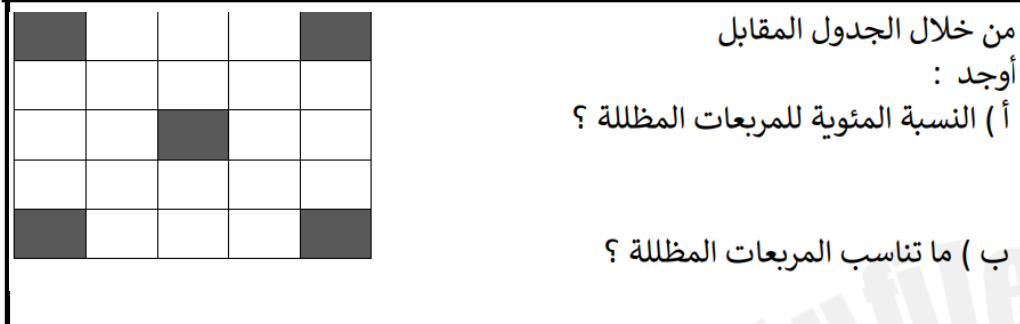 من خلال الجدول المقابل
أوجد :
أ ) النسبة المئوية للمربعات المظللة ؟
ب ) ما تناسب المربعات المظللة ؟